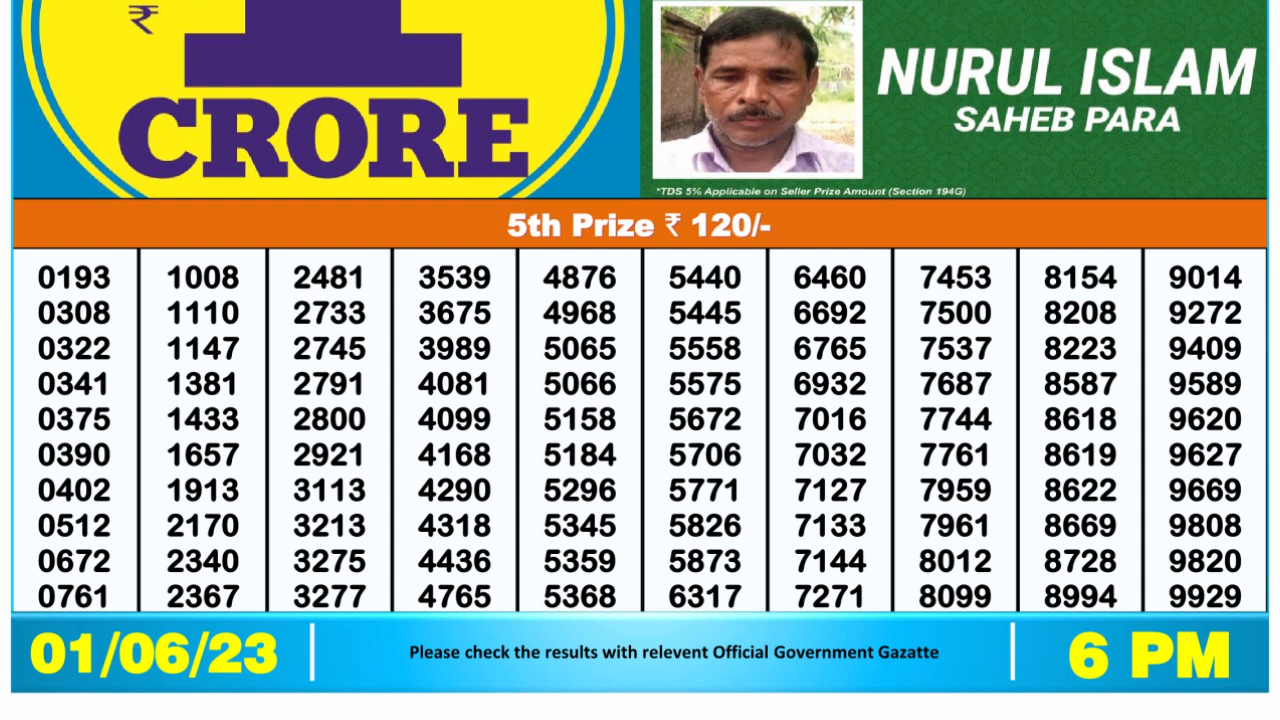 ₹
1
CRORE
NURUL ISLAM
SAHEB PARA
*TDS 5% Applicable on Seller Prize Amount (Section 194G)
5th Prize ₹ 120/-
0193 1008 2481 3539 4876 5440 6460 7453 8154 9014
0308 1110 2733 3675 4968 5445 6692 7500 8208 9272
0322 1147 2745 3989 5065 5558 6765 7537 8223 9409
0341 1381 2791 4081 5066 5575 6932 7687 8587 9589
0375 1433 2800 4099 5158 5672 7016 7744 8618 9620
0390 1657 2921 4168 5184 5706 7032 7761 8619 9627
0402 1913 3113 4290 5296 5771 7127 7959 8622 9669
0512 2170 3213 4318 5345 5826 7133 7961 8669 9808
0672 2340 3275 4436 5359 5873 7144 8012 8728 9820
0761 2367 3277 4765 5368 6317 7271 8099 8994 9929
01/06/23
Please check the results with relevent Official Government Gazatte
6 PM